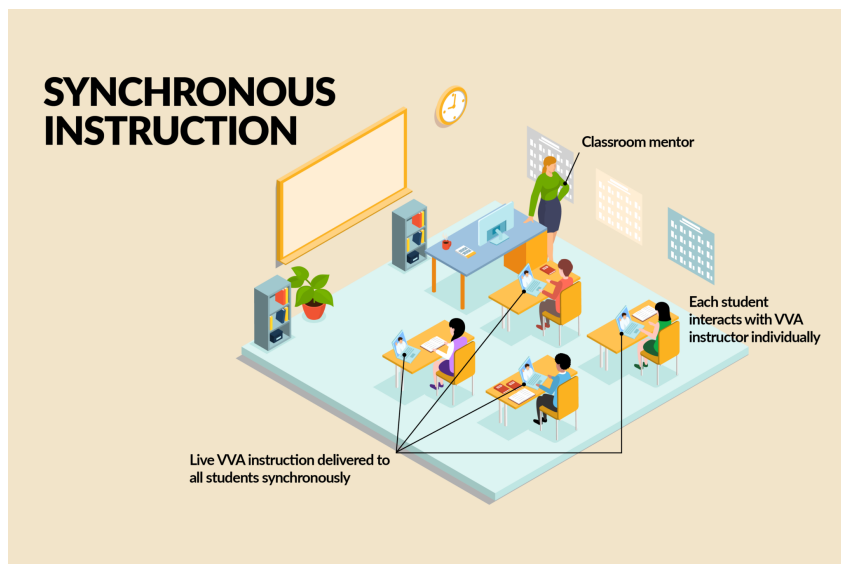 SYNCHRONOUS
INSTRUCTION
Classroom mentor
Each student
interacts with VVA
instructor individually
Live VVA instruction delivered to
all students synchronously